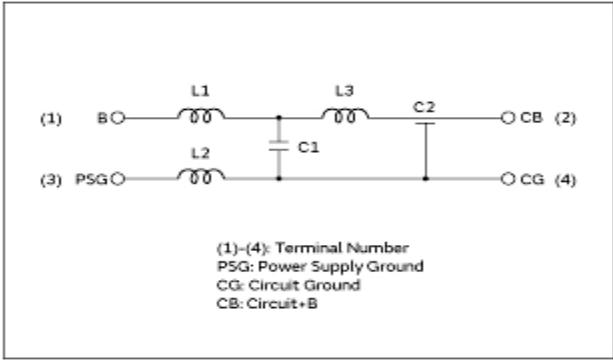 L1 L3
C2
(1) B CB (2)
C1
L2
(3) PSG CG (4)
(1)-(4): Terminal Number
PSG: Power Supply Ground
CG: Circuit Ground
CB: Circuit+B